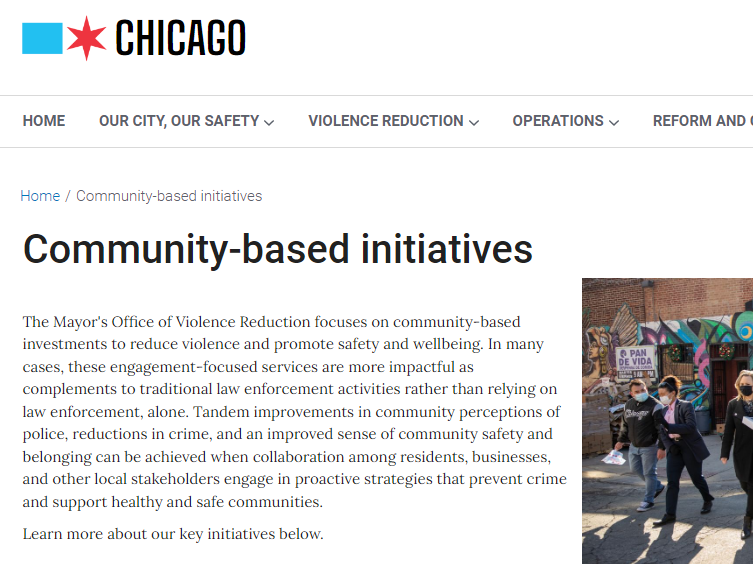 CHICAGO
HOME OUR CITY, OUR SAFETY VIOLENCE REDUCTION OPERATIONS REFORM AND
Home / Community-based initiatives
Community-based initiatives
The Mayor's Office of Violence Reduction focuses on community-based
investments to reduce violence and promote safety and wellbeing. In many
cases, these engagement-focused services are more impactful as
complements to traditional law enforcement activities rather than relying on
law enforcement, alone. Tandem improvements in community perceptions of
police, reductions in crime, and an improved sense of community safety and
belonging can be achieved when collaboration among residents, businesses,
and other local stakeholders engage in proactive strategies that prevent crime
and support healthy and safe communities.
Learn more about our key initiatives below.
PAN
DE VIDA